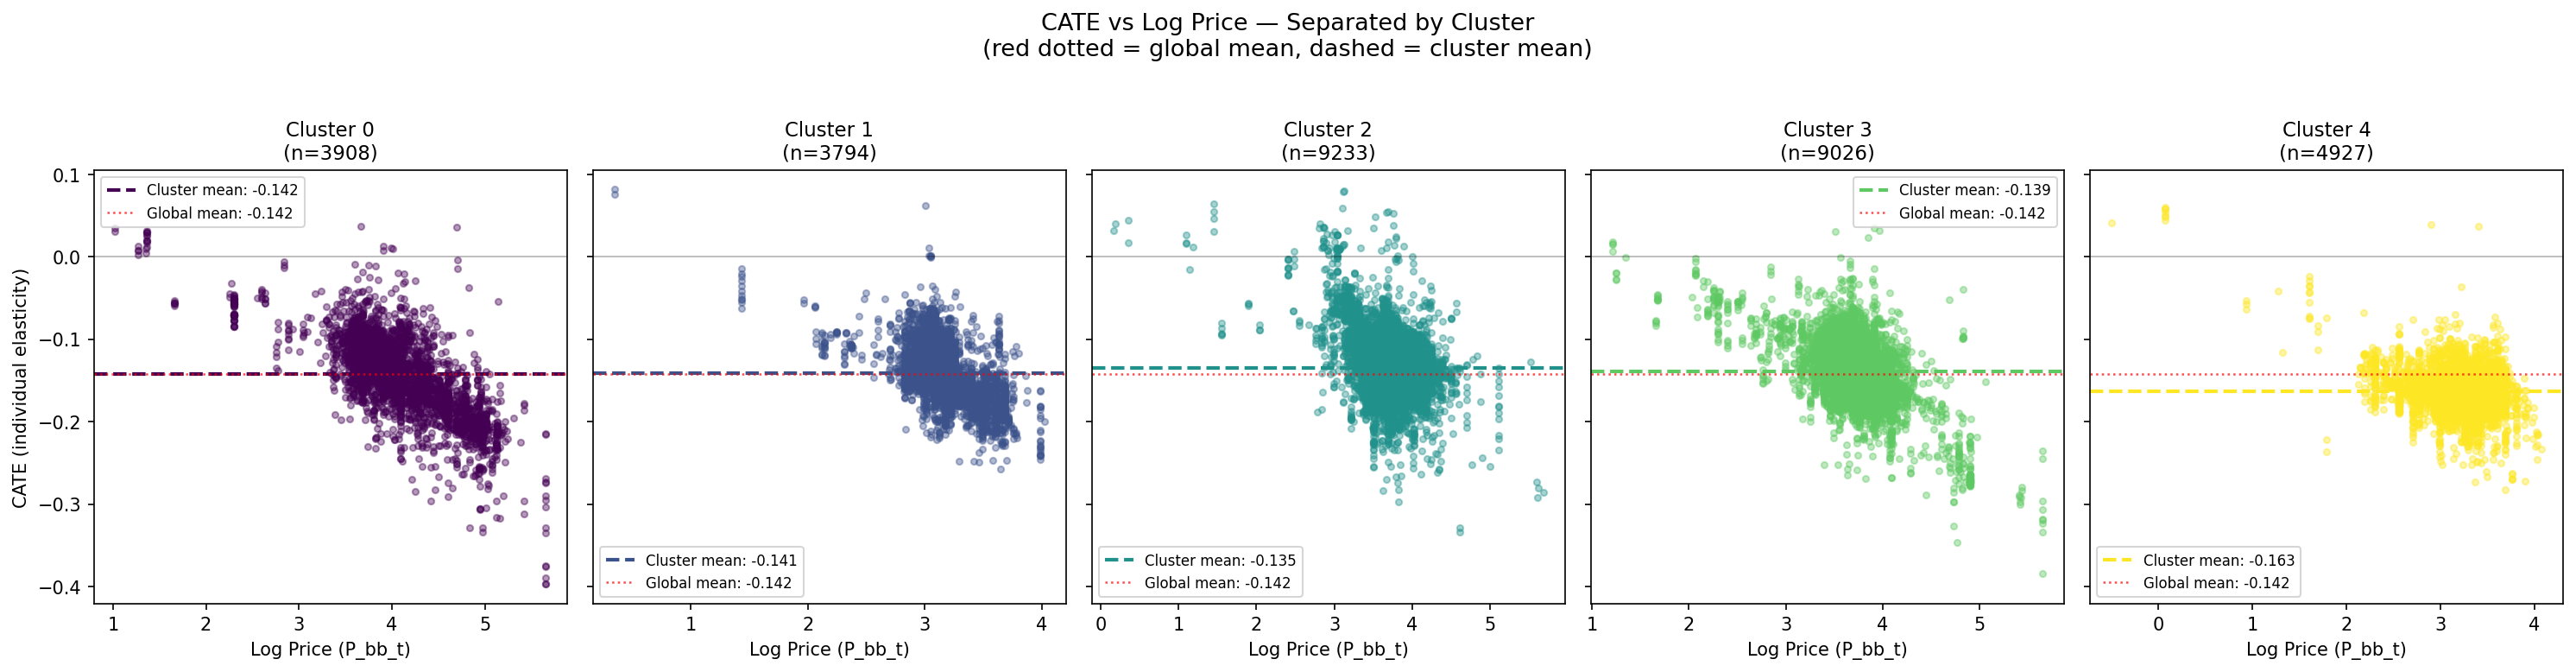 CATE vs Log Price — Separated by Cluster
(red dotted = global mean, dashed = cluster mean)
Cluster 0
(n=3908)
Cluster mean: -0.142
Global mean: -0.142
0.1
0.0
−0.1
−0.2
−0.3
−0.4
CATE (individual elasticity)
1 2 3 4 5
Log Price (P_bb_t)
Cluster 1
(n=3794)
Cluster mean: -0.141
Global mean: -0.142
1 2 3 4
Log Price (P_bb_t)
Cluster 2
(n=9233)
Cluster mean: -0.135
Global mean: -0.142
0 1 2 3 4 5
Log Price (P_bb_t)
Cluster 3
(n=9026)
Cluster mean: -0.139
Global mean: -0.142
1 2 3 4 5
Log Price (P_bb_t)
Cluster 4
(n=4927)
Cluster mean: -0.163
Global mean: -0.142
0 1 2 3 4
Log Price (P_bb_t)